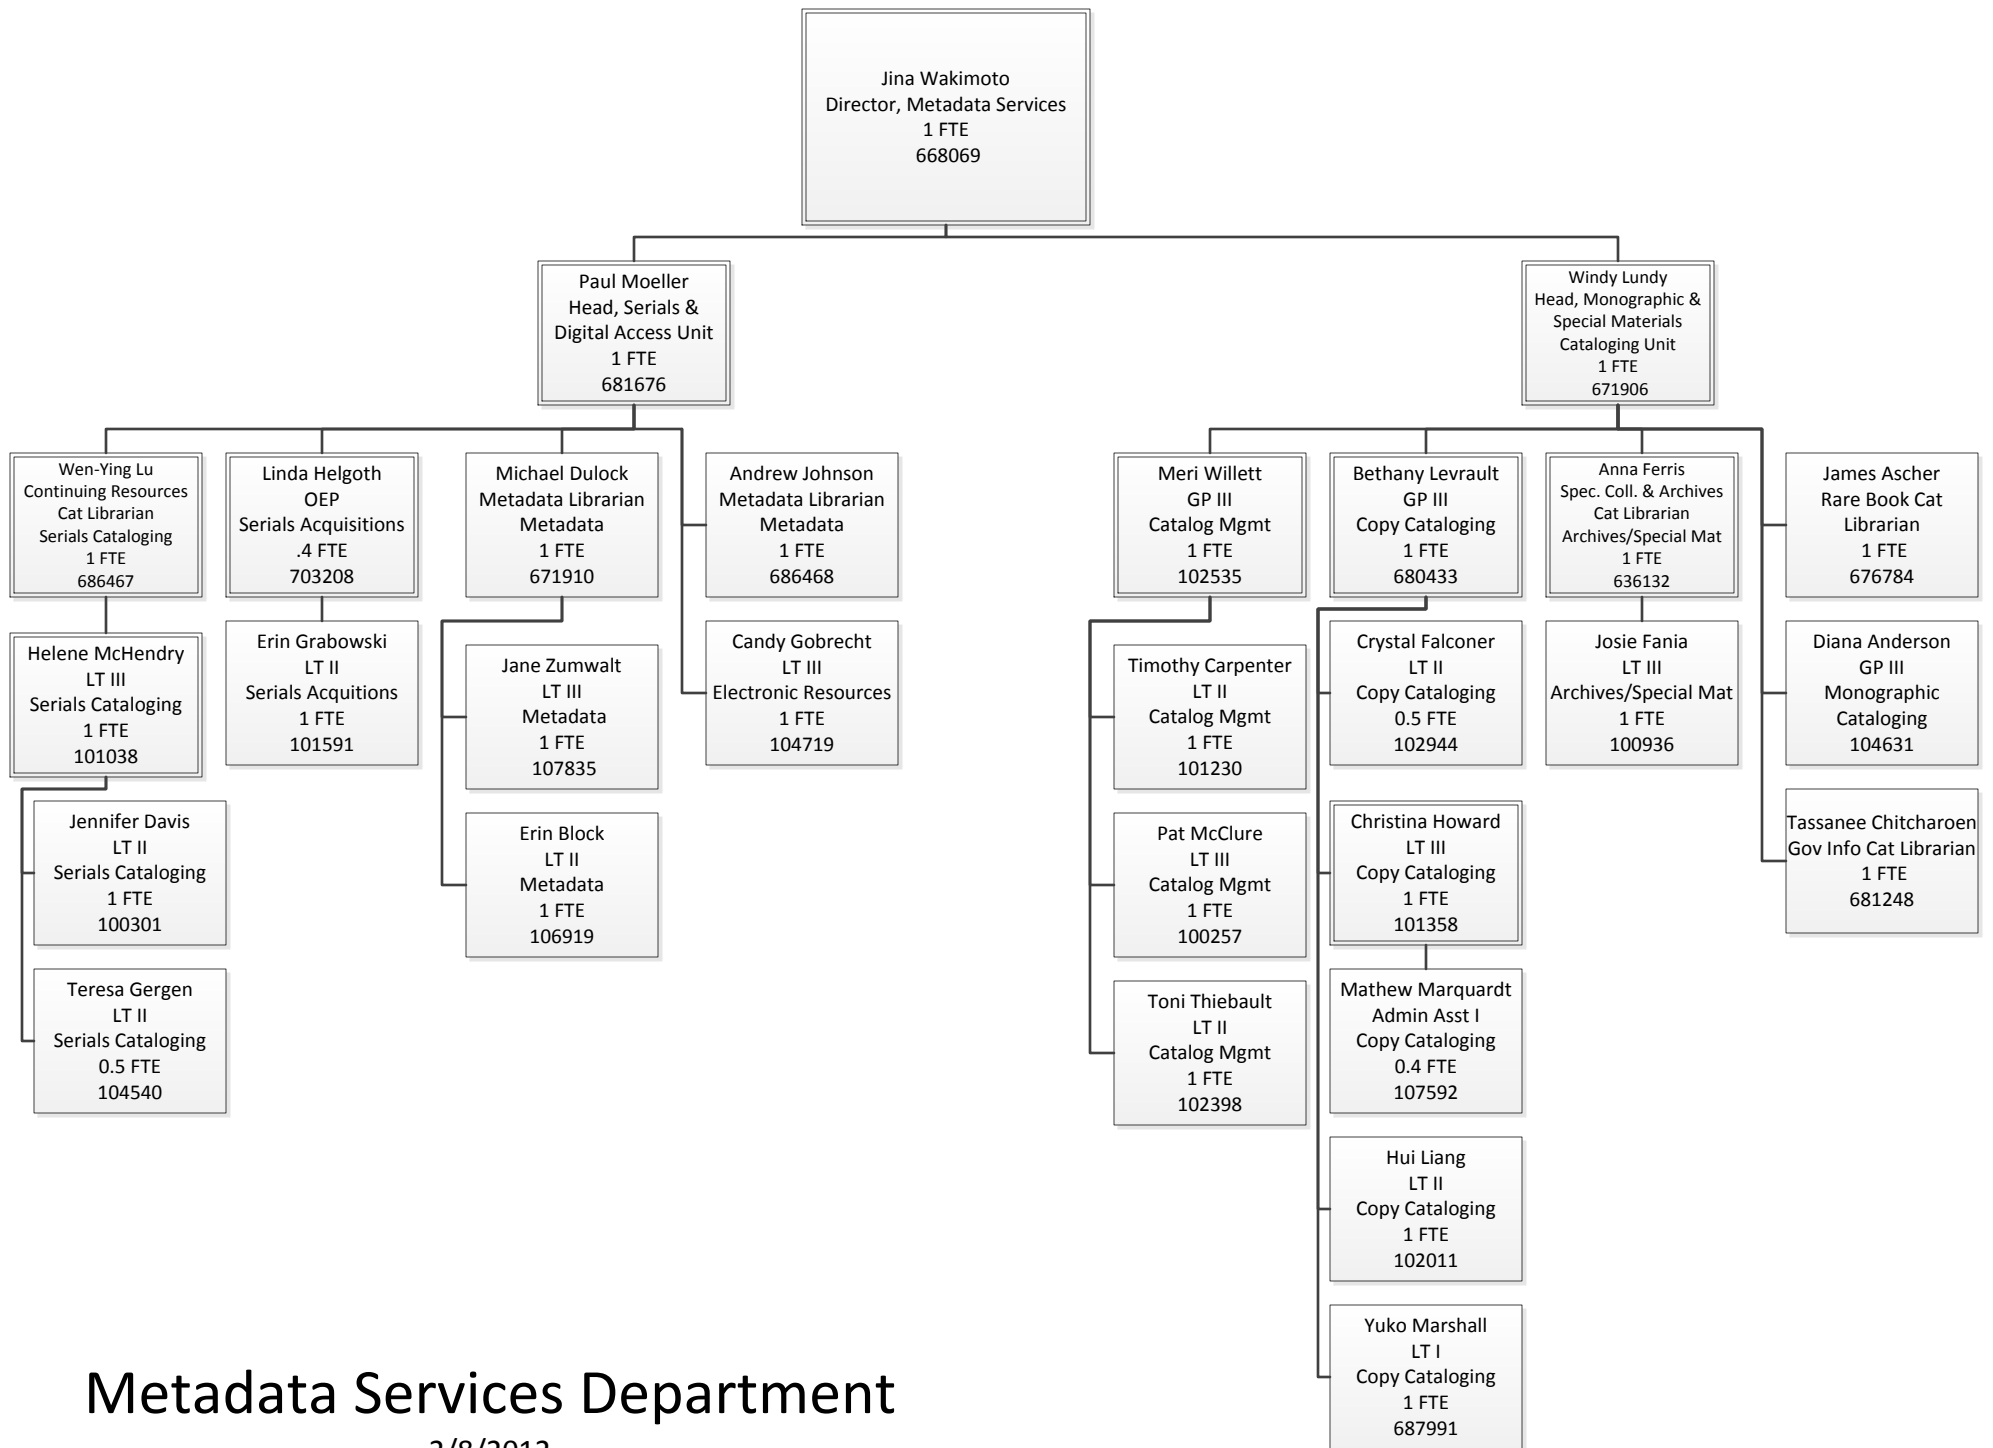 Jina Wakimoto
Director, Metadata Services
1 FTE
668069
Paul Moeller
Head, Serials &
Digital Access Unit
1 FTE
681676
Windy Lundy
Head, Monographic &
Special Materials
Cataloging Unit
1 FTE
671906
Wen-Ying Lu
Continuing Resources
Cat Librarian
Serials Cataloging
1 FTE
686467
Linda Helgoth
OEP
Serials Acquisitions
.4 FTE
703208
Michael Dulock
Metadata Librarian
Metadata
1 FTE
671910
Andrew Johnson
Metadata Librarian
Metadata
1 FTE
686468
Meri Willett
GP III
Catalog Mgmt
1 FTE
102535
Bethany Levrault
GP III
Copy Cataloging
1 FTE
680433
Anna Ferris
Spec. Coll. & Archives
Cat Librarian
Archives/Special Mat
1 FTE
636132
James Ascher
Rare Book Cat
Librarian
1 FTE
676784
Helene McHendry
LT III
Serials Cataloging
1 FTE
101038
Erin Grabowski
LT II
Serials Acquitions
1 FTE
101591
Jane Zumwalt
LT III
Metadata
1 FTE
107835
Candy Gobrecht
LT III
Electronic Resources
1 FTE
104719
Timothy Carpenter
LT II
Catalog Mgmt
1 FTE
101230
Crystal Falconer
LT II
Copy Cataloging
0.5 FTE
102944
Josie Fania
LT III
Archives/Special Mat
1 FTE
100936
Diana Anderson
GP III
Monographic
Cataloging
104631
Jennifer Davis
LT II
Serials Cataloging
1 FTE
100301
Erin Block
LT II
Metadata
1 FTE
106919
Pat McClure
LT III
Catalog Mgmt
1 FTE
100257
Christina Howard
LT III
Copy Cataloging
1 FTE
101358
Tassanee Chitcharoen
Gov Info Cat Librarian
1 FTE
681248
Teresa Gergen
LT II
Serials Cataloging
0.5 FTE
104540
Toni Thiebault
LT II
Catalog Mgmt
1 FTE
102398
Mathew Marquardt
Admin Asst I
Copy Cataloging
0.4 FTE
107592
Hui Liang
LT II
Copy Cataloging
1 FTE
102011
Yuko Marshall
LT I
Copy Cataloging
1 FTE
687991
Metadata Services Department